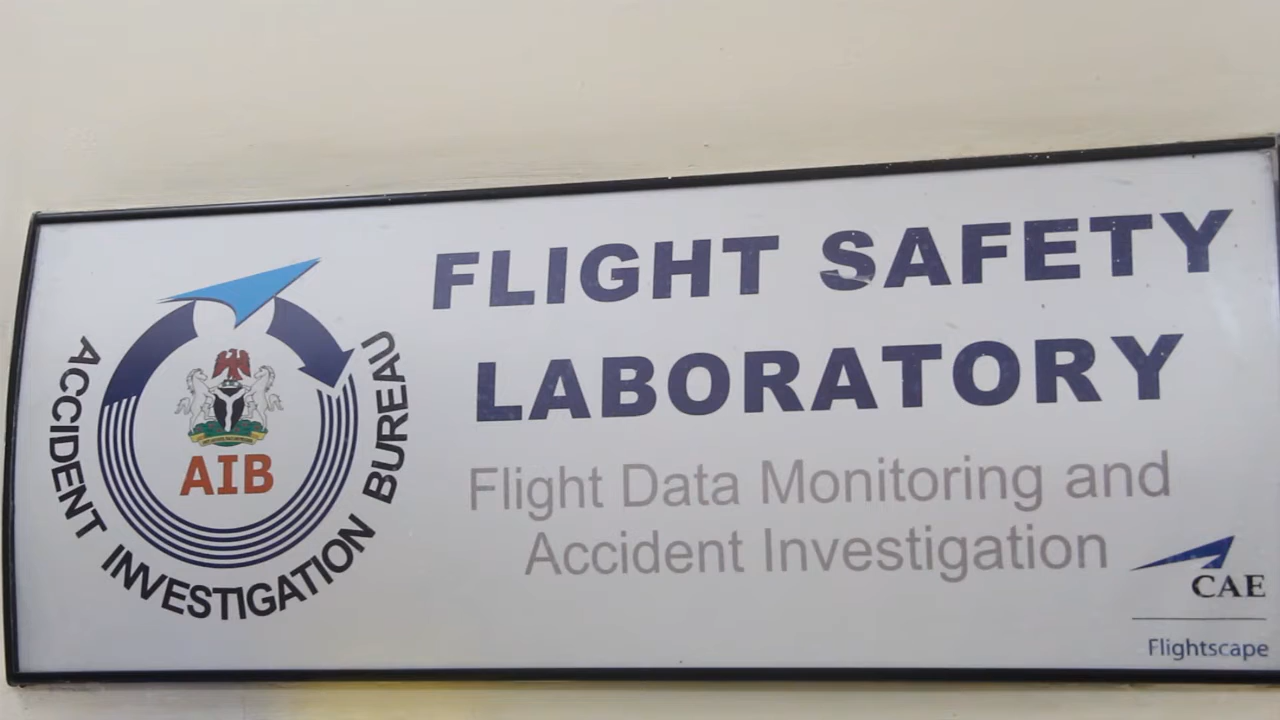 ACCIDENT INVESTIGATION BUREAU
AIB
FLIGHT SAFETY
LABORATORY
Flight Data Monitoring and
Accident Investigation
CAE
Flightscape